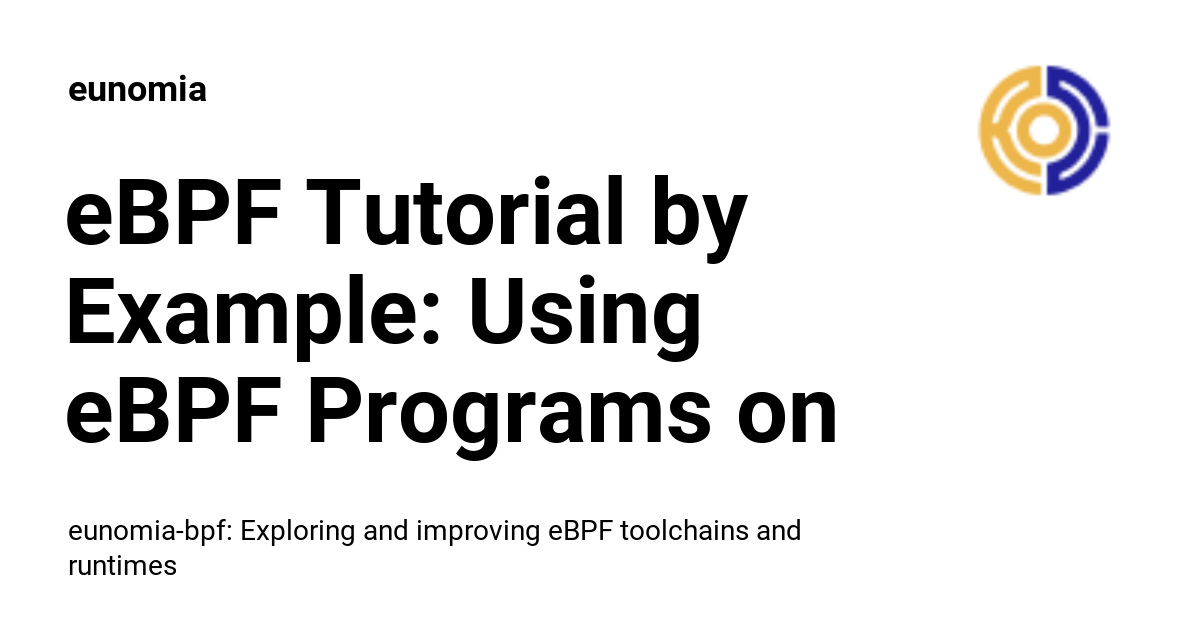 eunomia
eBPF Tutorial by
Example: Using
eBPF Programs on
eunomia-bpf: Exploring and improving eBPF toolchains and
runtimes